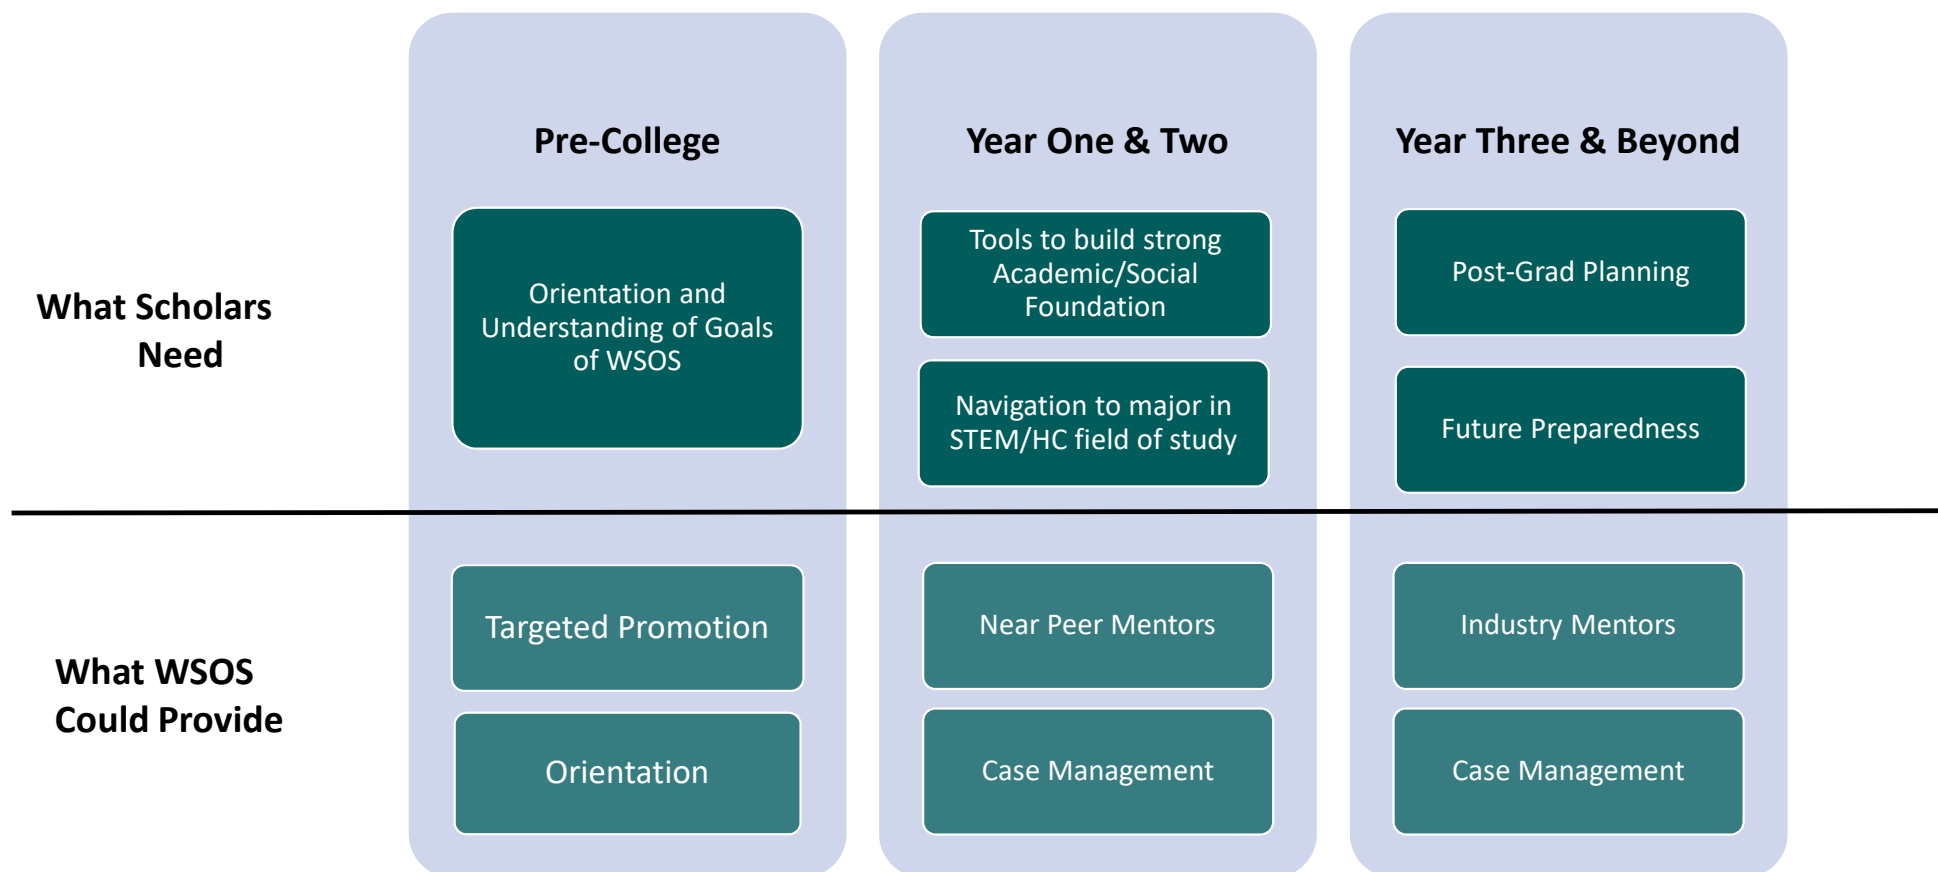 Pre-College
Year One & Two
Year Three & Beyond
What Scholars
Need
Orientation and
Understanding of Goals
of WSOS
Tools to build strong
Academic/Social
Foundation
Navigation to major in
STEM/HC field of study
Post-Grad Planning
Future Preparedness
What WSOS
Could Provide
Targeted Promotion
Orientation
Near Peer Mentors
Case Management
Industry Mentors
Case Management